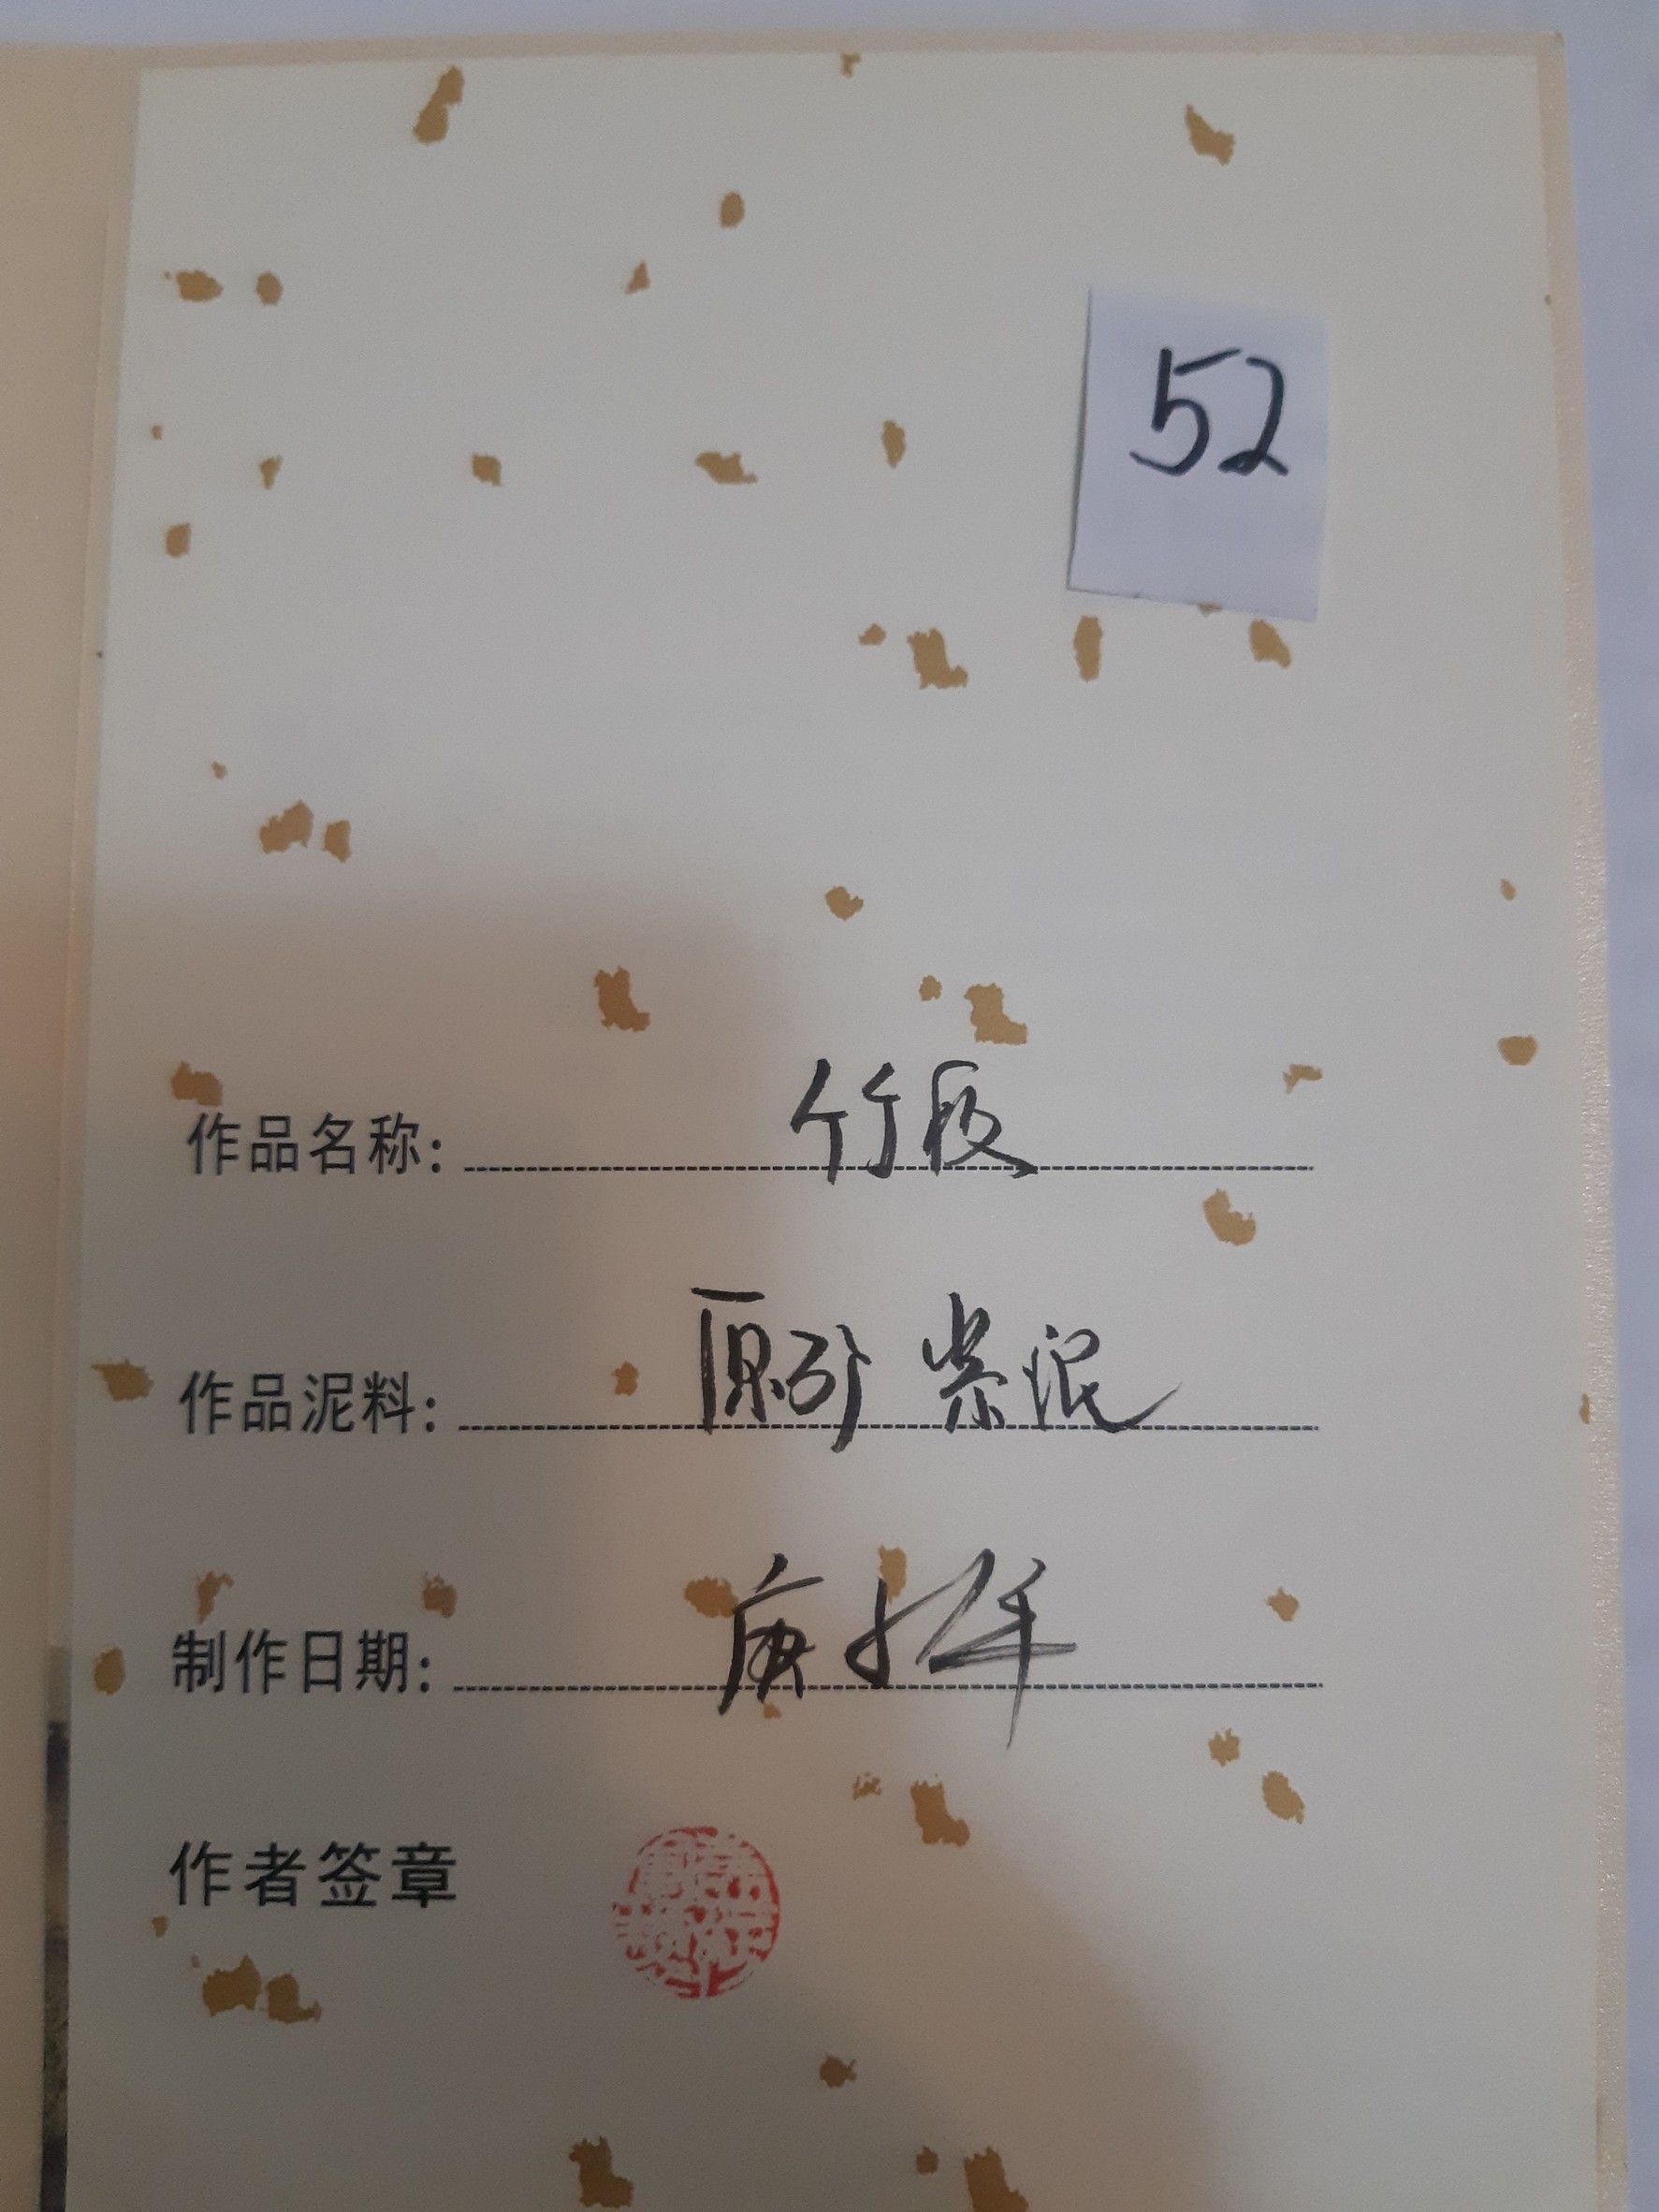 52
作品名称: 竹段
作品泥料: 原矿紫泥
制作日期: 庚子年
作者签章